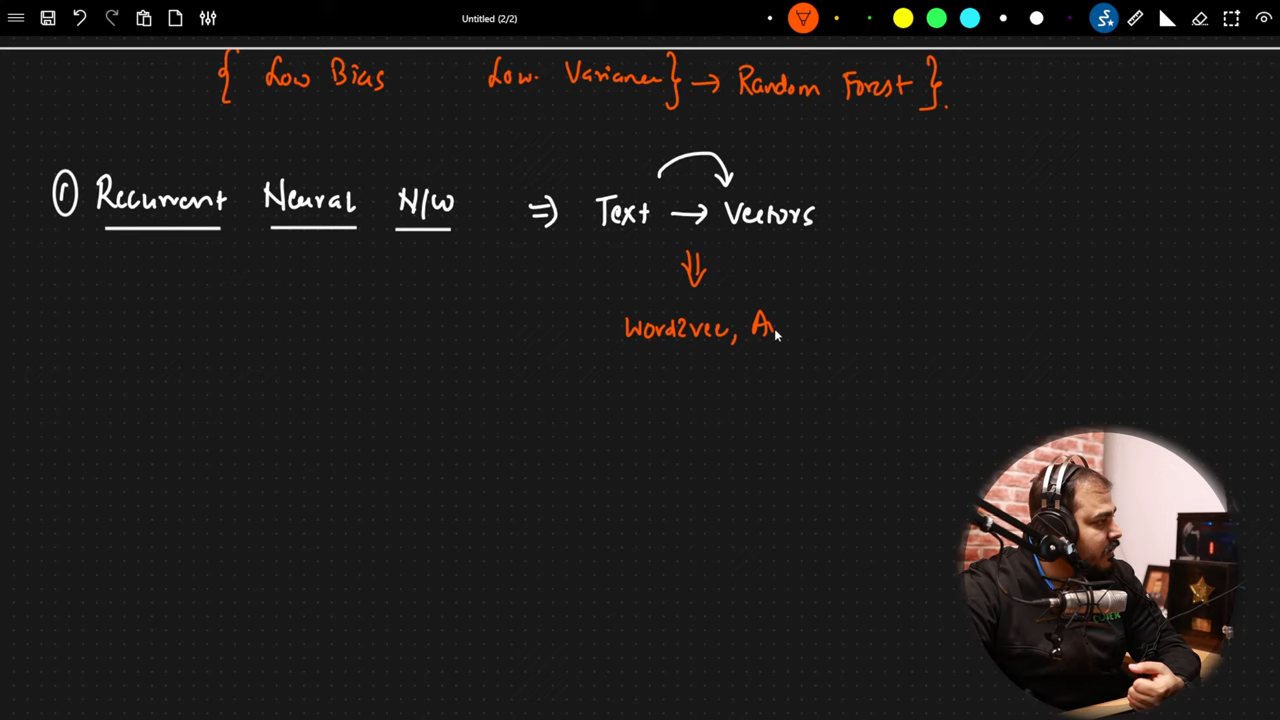 Untitled (2/2)
{ Low Bias Low. Variance} → Random Forest }.
① Recurrent Neural N/W ⇒ Text → Vectors
Word2vec, A